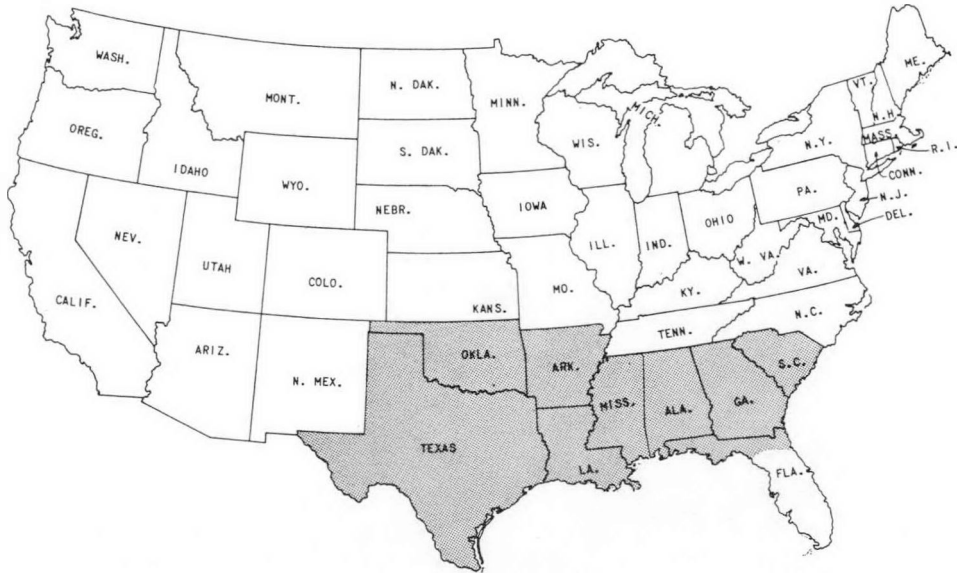 WASH.
MONT.
N. DAK.
MINN.
MICH.
VT.
ME.
N.H.
OREG.
IDAHO
WYO.
S. DAK.
WIS.
N.Y.
MASS.
R.I.
CONN.
NEBR.
IOWA
PA.
N.J.
NEV.
UTAH
COLO.
ILL.
IND.
OHIO
MD.
DEL.
W. VA.
VA.
CALIF.
KANS.
MO.
KY.
N.C.
TENN.
ARIZ.
N. MEX.
OKLA.
ARK.
S.C.
MISS.
ALA.
GA.
TEXAS
LA.
FLA.